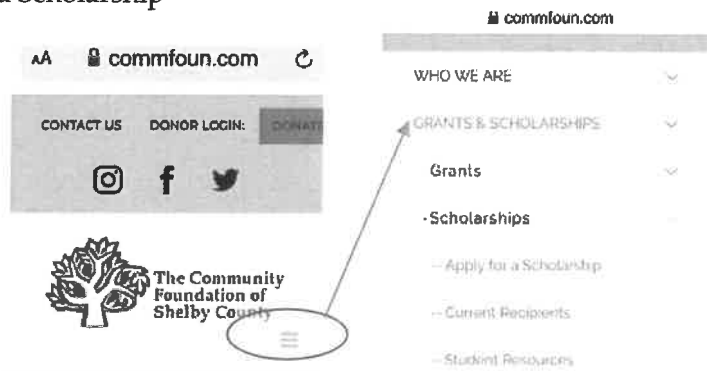 a Scholarship
AA commfoun.com
CONTACT US DONOR LOGIN: DONATE
The Community
Foundation of
Shelby County
commfoun.com
WHO WE ARE
GRANTS & SCHOLARSHIPS
Grants
-Scholarships
-- Apply for a Scholarship
-- Current Recipients
-- Student Resources